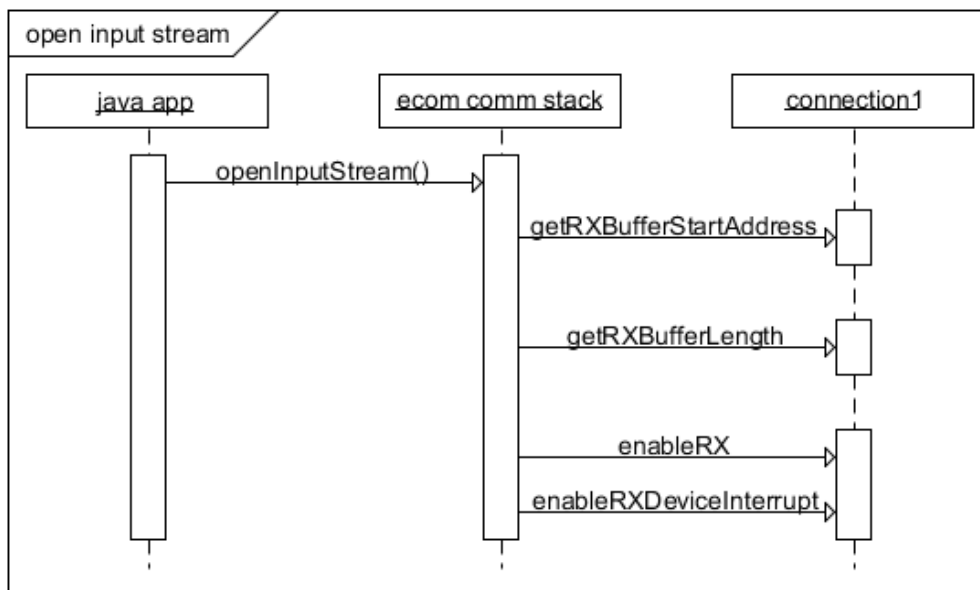 open input stream
java app
ecom comm stack
connection1
openInputStream()
getRXBufferStartAddress
getRXBufferLength
enableRX
enableRXDeviceInterrupt